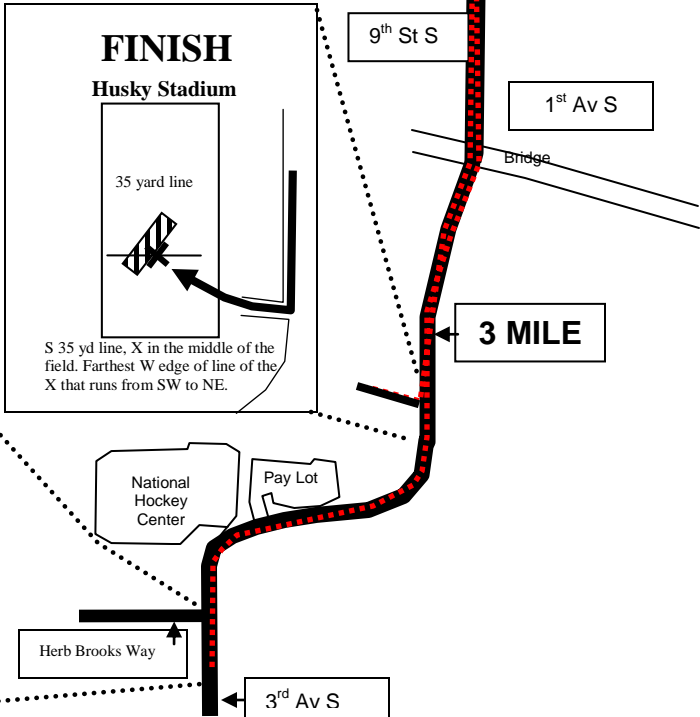 FINISH
Husky Stadium
35 yard line
S 35 yd line, X in the middle of the
field. Farthest W edge of line of the
X that runs from SW to NE.
9th St S
1st Av S
Bridge
3 MILE
National
Hockey
Center
Pay Lot
Herb Brooks Way
3rd Av S